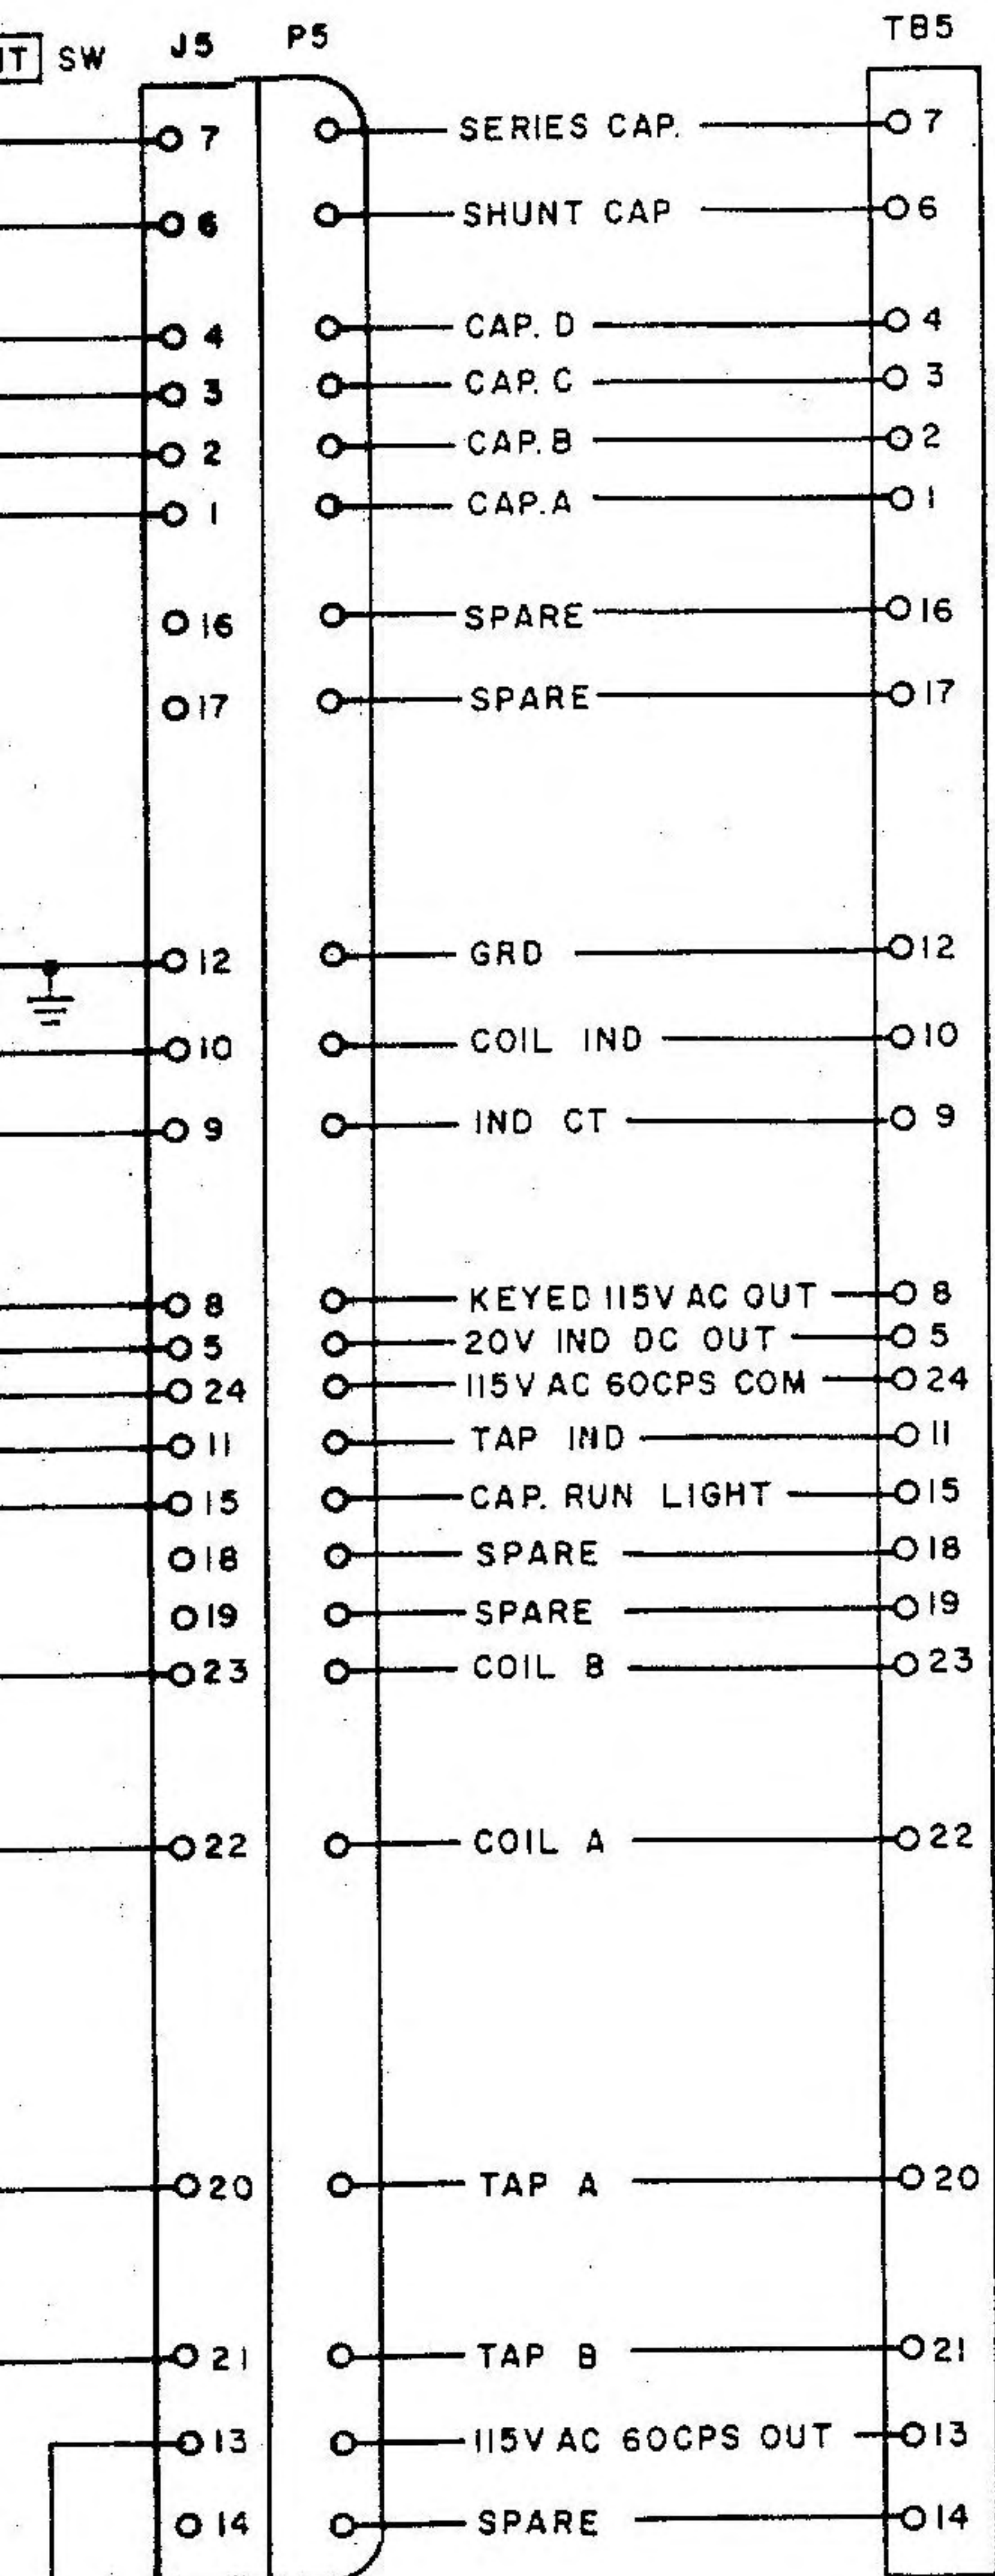 IT SW J5 P5 TB5
7 SERIES CAP. 7
6 SHUNT CAP 6
4 CAP. D 4
3 CAP. C 3
2 CAP. B 2
1 CAP. A 1
16 SPARE 16
17 SPARE 17
12 GRD 12
10 COIL IND 10
9 IND CT 9
8 KEYED 115V AC OUT 8
5 20V IND DC OUT 5
24 115V AC 60CPS COM 24
11 TAP IND 11
15 CAP. RUN LIGHT 15
18 SPARE 18
19 SPARE 19
23 COIL B 23
22 COIL A 22
20 TAP A 20
21 TAP B 21
13 115V AC 60CPS OUT 13
14 SPARE 14